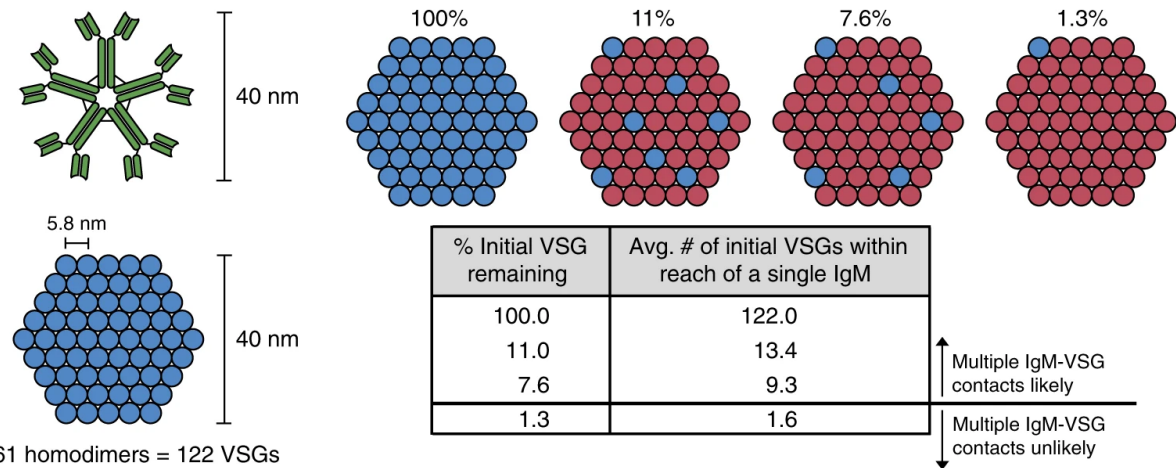 40 nm
5.8 nm
40 nm
61 homodimers = 122 VSGs
100%
11%
7.6%
1.3%
% Initial VSG remaining
Avg. # of initial VSGs within reach of a single IgM
100.0 122.0
11.0 13.4
7.6 9.3
1.3 1.6
Multiple IgM-VSG
contacts likely
Multiple IgM-VSG
contacts unlikely